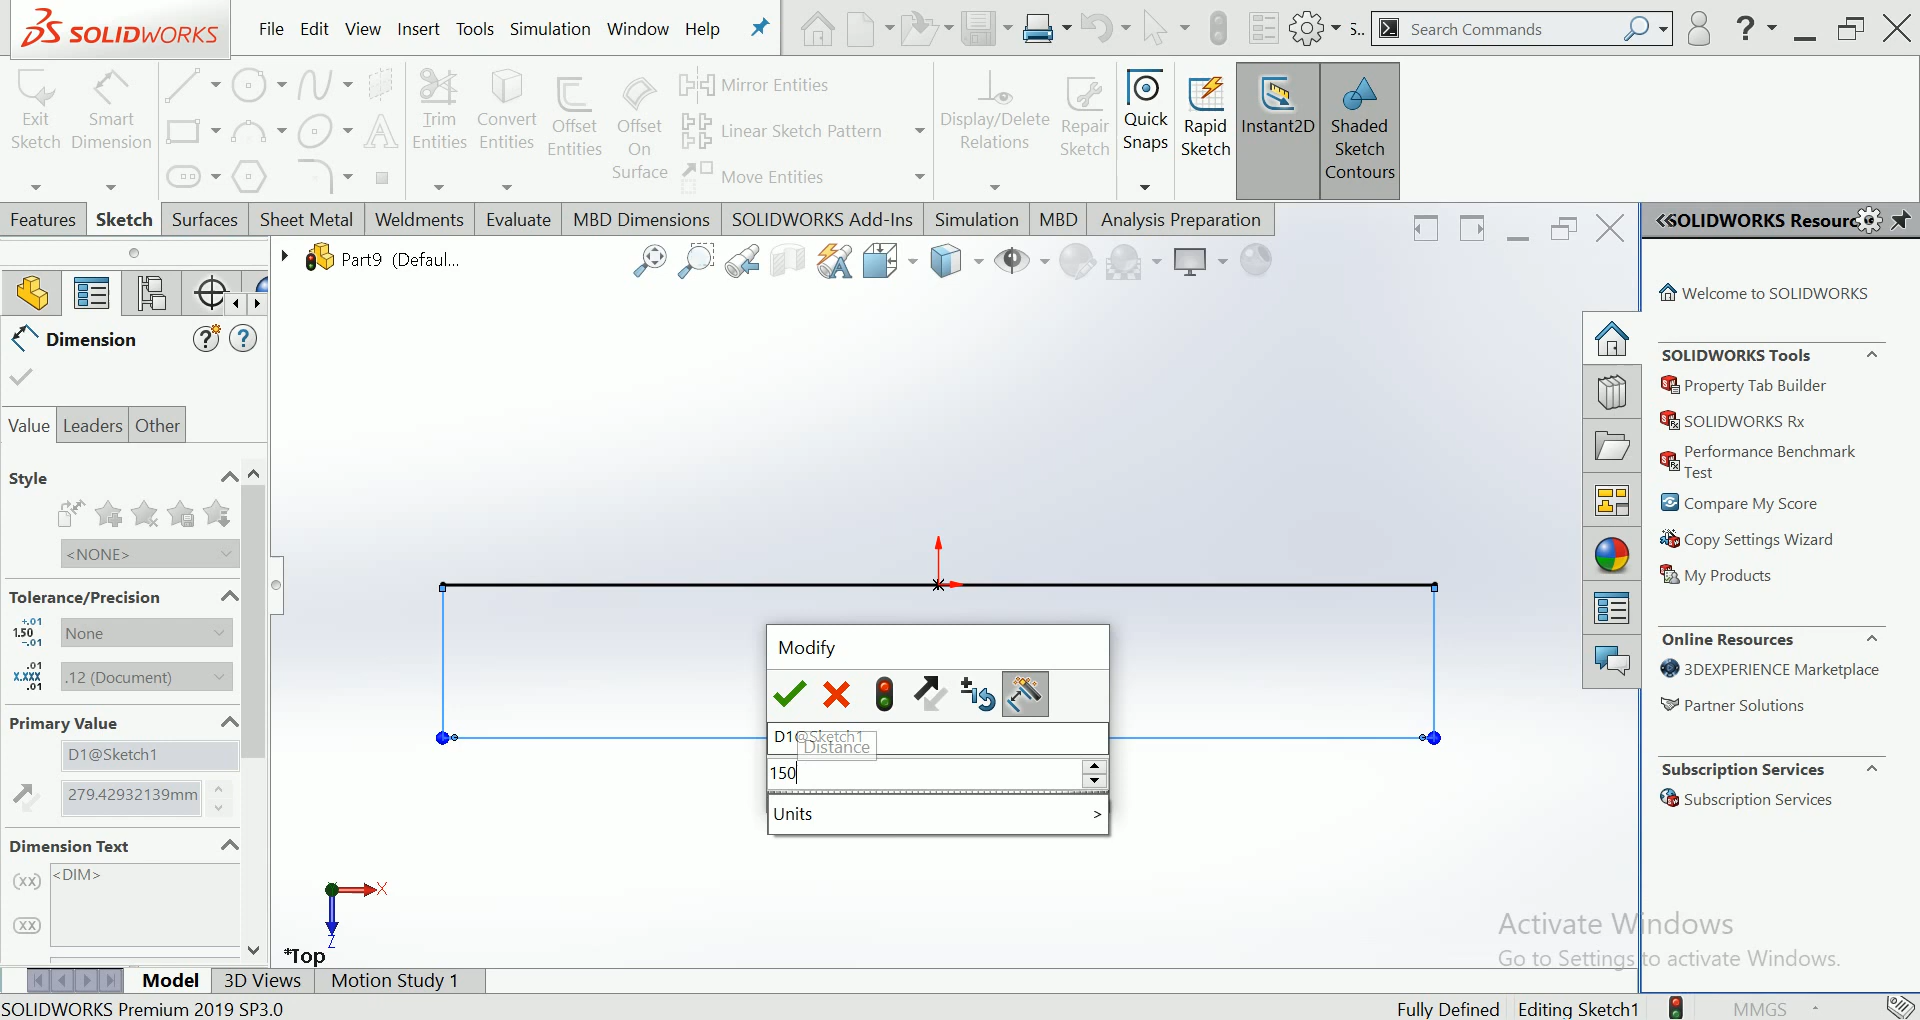 SOLIDWORKS
File Edit View Insert Tools Simulation Window Help
S..
Search Commands
?
Exit Sketch
Smart Dimension
Trim Entities
Convert Entities
Offset Entities
Offset On Surface
Mirror Entities
Linear Sketch Pattern
Move Entities
Display/Delete Relations
Repair Sketch
Quick Snaps
Rapid Sketch
Instant2D
Shaded Sketch Contours
Features Sketch Surfaces Sheet Metal Weldments Evaluate MBD Dimensions SOLIDWORKS Add-Ins Simulation MBD Analysis Preparation
Part9 (Defaul...
Dimension
Value Leaders Other
Style
<NONE>
Tolerance/Precision
+.01
1.50
-.01
None
.01
X.XXX
.01
.12 (Document)
Primary Value
D1@Sketch1
279.42932139mm
Dimension Text
(xx)
<DIM>
(xx)
Modify
D1@Sketch1
Distance
150
Units >
X
Z
*Top
SOLIDWORKS Resourc
Welcome to SOLIDWORKS
SOLIDWORKS Tools
Property Tab Builder
SOLIDWORKS Rx
Performance Benchmark
Test
Compare My Score
Copy Settings Wizard
My Products
Online Resources
3DEXPERIENCE Marketplace
Partner Solutions
Subscription Services
Subscription Services
Activate Windows
Go to Settings to activate Windows.
Model 3D Views Motion Study 1
SOLIDWORKS Premium 2019 SP3.0
Fully Defined Editing Sketch1 MMGS